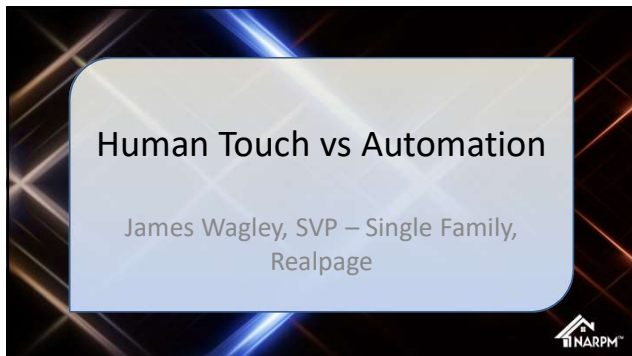 Human Touch vs Automation
James Wagley, SVP – Single Family,
Realpage
NARPM™